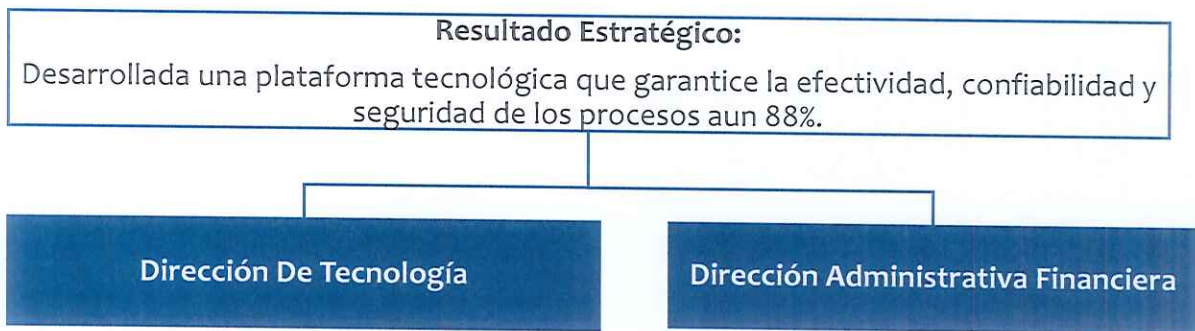 Resultado Estratégico:
Desarrollada una plataforma tecnológica que garantice la efectividad, confiabilidad y
seguridad de los procesos aun 88%.
Dirección De Tecnología
Dirección Administrativa Financiera